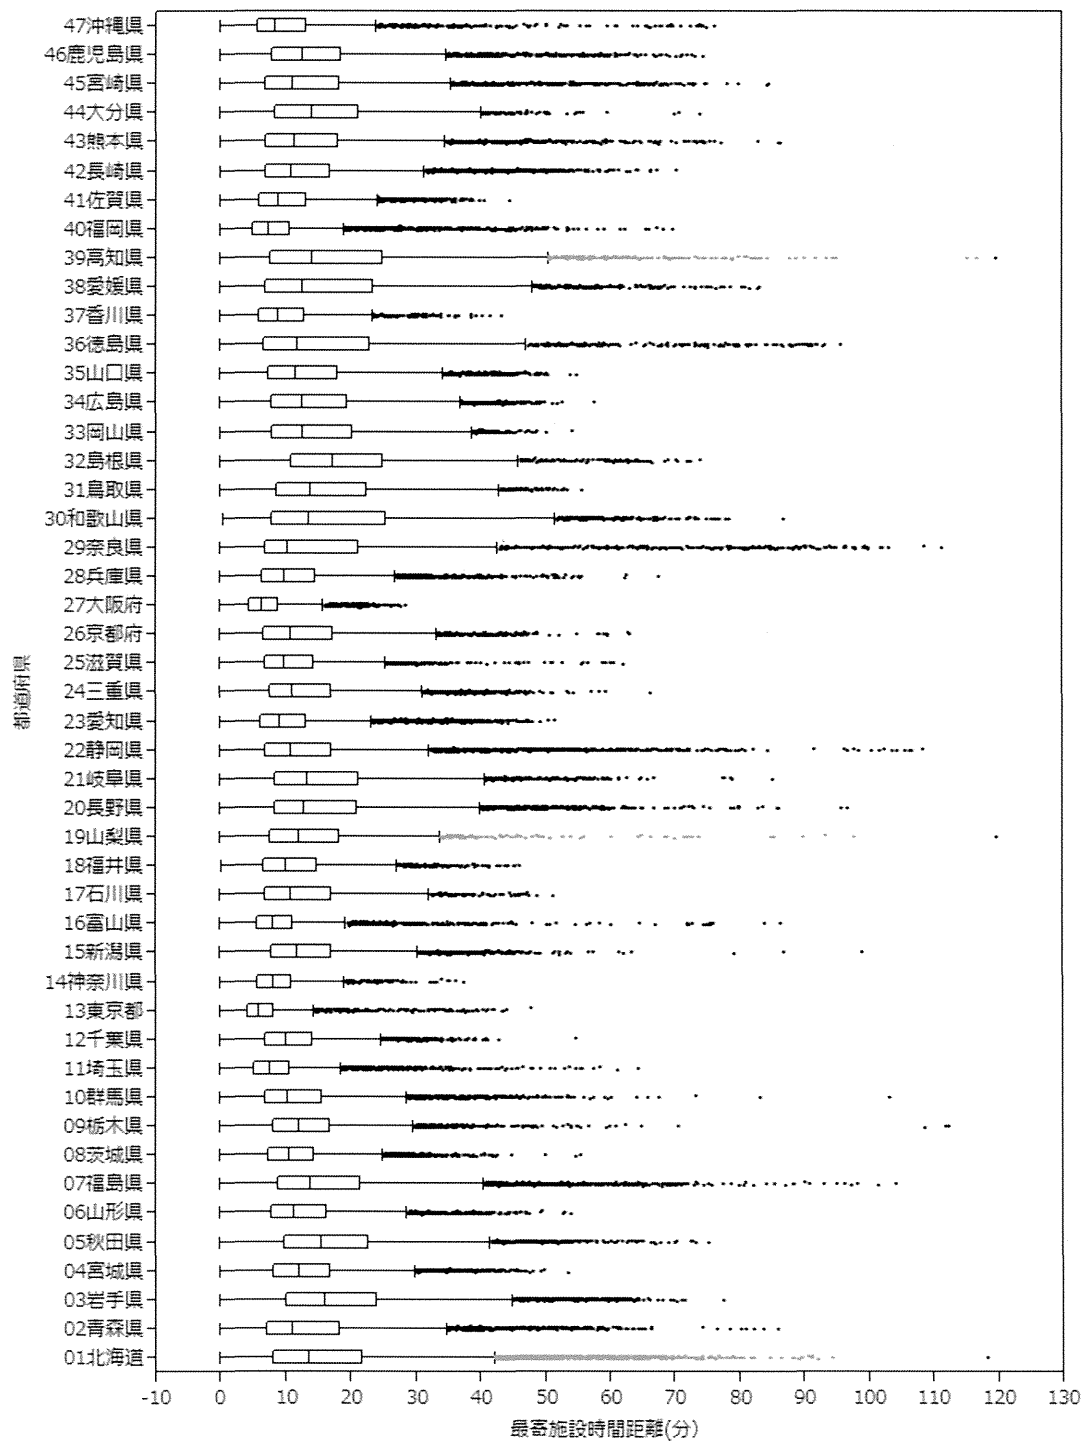 47沖縄県
46鹿児島県
45宮崎県
44大分県
43熊本県
42長崎県
41佐賀県
40福岡県
39高知県
38愛媛県
37香川県
36徳島県
35山口県
34広島県
33岡山県
32島根県
31鳥取県
30和歌山県
29奈良県
28兵庫県
27大阪府
26京都府
25滋賀県
24三重県
23愛知県
22静岡県
21岐阜県
20長野県
19山梨県
18福井県
17石川県
16富山県
15新潟県
14神奈川県
13東京都
12千葉県
11埼玉県
10群馬県
09栃木県
08茨城県
07福島県
06山形県
05秋田県
04宮城県
03岩手県
02青森県
01北海道
都道府県
-10 0 10 20 30 40 50 60 70 80 90 100 110 120 130
最寄施設時間距離(分)